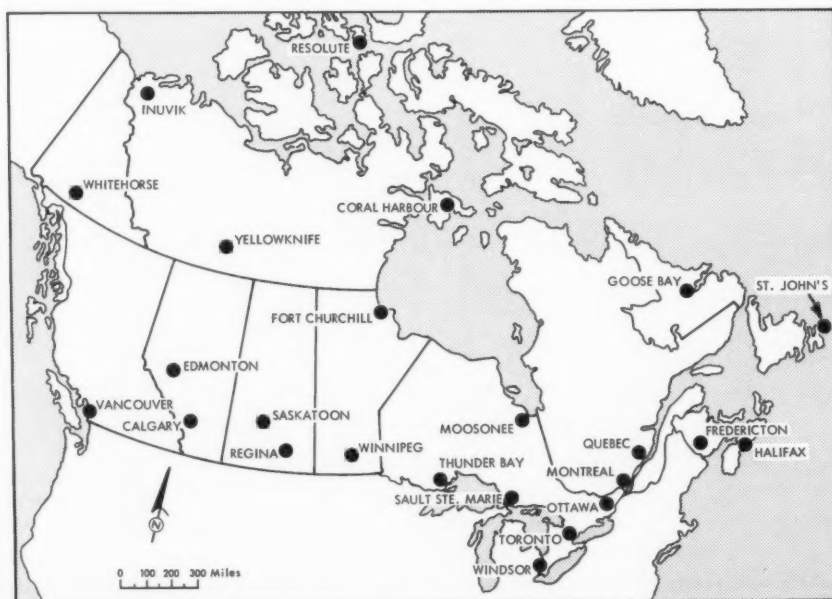 RESOLUTE
INUVIK
WHITEHORSE
CORAL HARBOUR
YELLOWKNIFE
GOOSE BAY
ST. JOHN'S
FORT CHURCHILL
EDMONTON
VANCOUVER
CALGARY
SASKATOON
REGINA
WINNIPEG
MOOSONEE
THUNDER BAY
SAULT STE. MARIE
QUEBEC
MONTREAL
FREDERICTON
HALIFAX
OTTAWA
TORONTO
WINDSOR
N
0 100 300 Miles